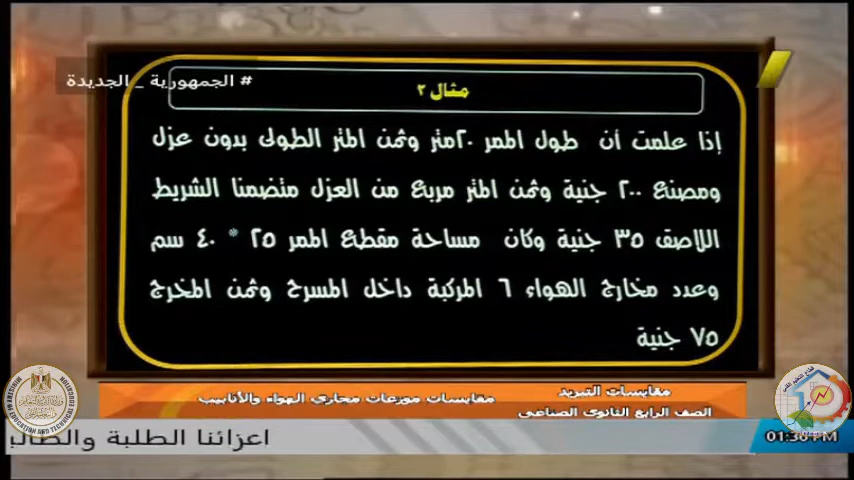 # الجمهورية _ الجديدة
مثال ٢
إذا علمت أن طول الممر ٢٠متر وثمن المتر الطولى بدون عزل
ومصنع ٢٠٠ جنية وثمن المتر مربع من العزل متضمنا الشريط
اللاصق ٣٥ جنية وكان مساحة مقطع الممر ٢٥ * ٤٠ سم
وعدد مخارج الهواء ٦ المركبة داخل المسرح وثمن المخرج
٧٥ جنية
مقايسات التبريد
مقايسات موزعات مجاري الهواء والأنابيب
الصف الرابع الثانوى الصناعى
اعزائنا الطلبة والطالب
01:36 PM